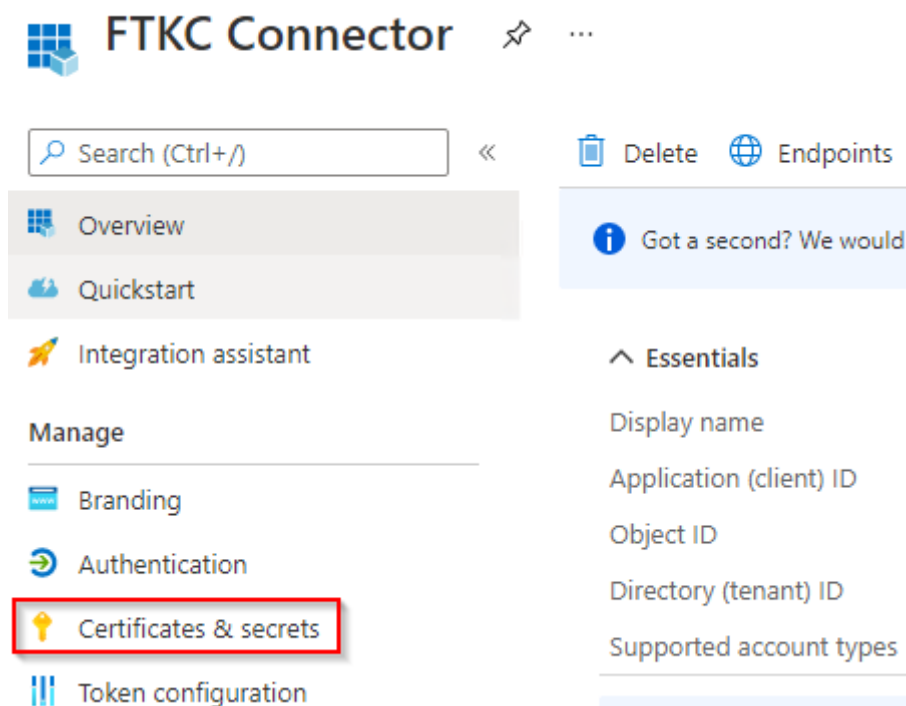 FTKC Connector
Search (Ctrl+/)
Overview
Quickstart
Integration assistant
Manage
Branding
Authentication
Certificates & secrets
Token configuration
Delete
Endpoints
Got a second? We would
Essentials
Display name
Application (client) ID
Object ID
Directory (tenant) ID
Supported account types